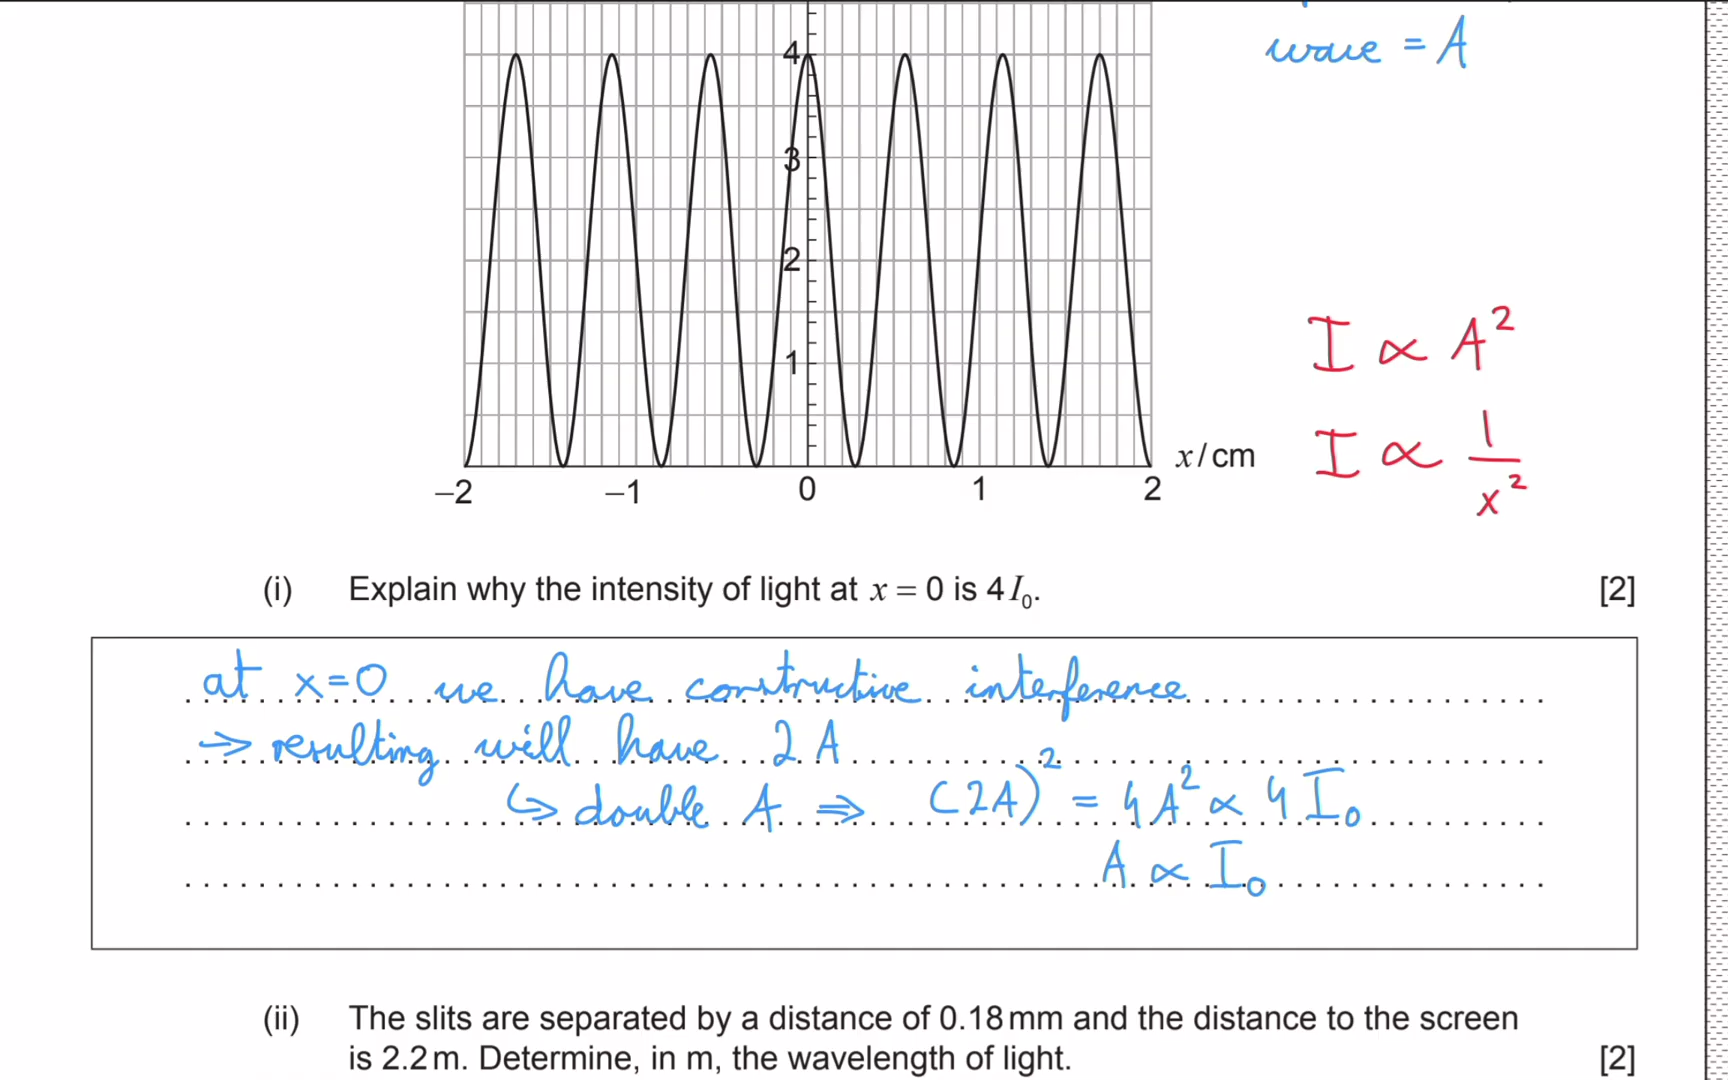 wave = A
4
3
2
1
x/cm
–2 –1 0 1 2
I ∝ A²
I ∝ 1/x²
(i) Explain why the intensity of light at x = 0 is 4I₀. [2]
at x=0 we have constructive interference
⇒ resulting will have 2A
↪ double A ⇒ (2A)² = 4A² ∝ 4I₀
A ∝ I₀
(ii) The slits are separated by a distance of 0.18mm and the distance to the screen
is 2.2m. Determine, in m, the wavelength of light. [2]